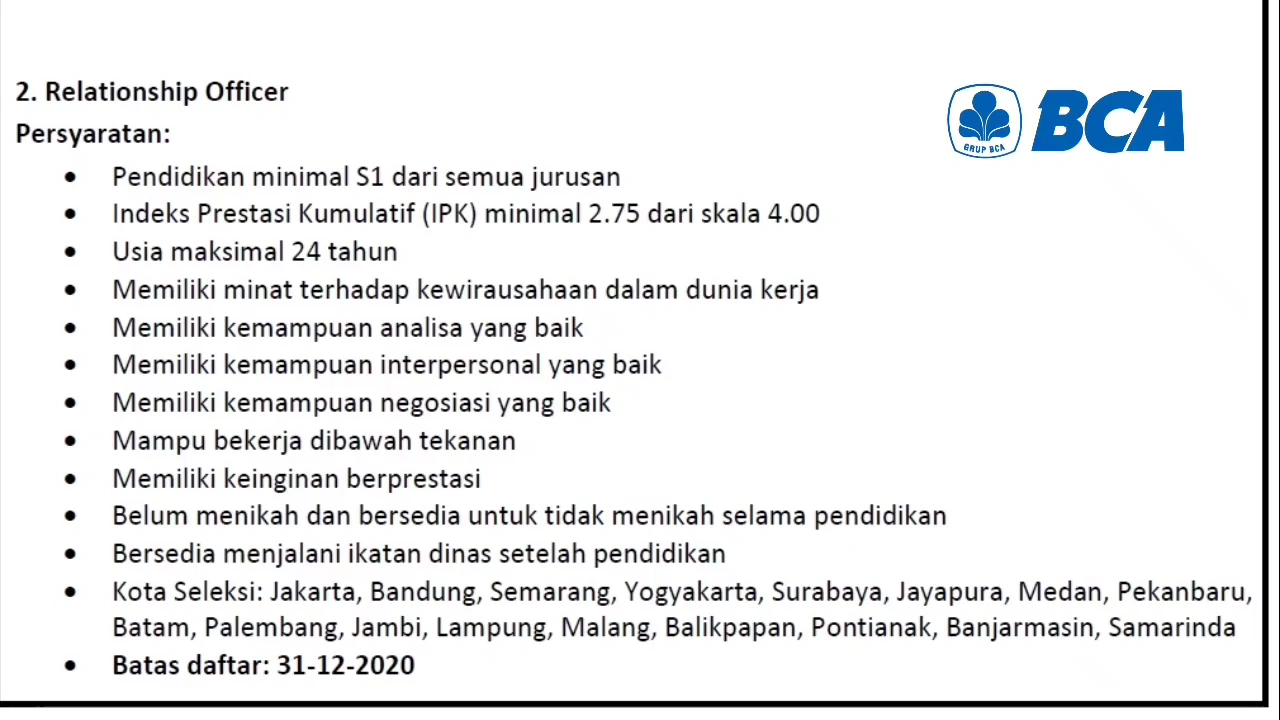 2. Relationship Officer
GRUP BCA
BCA
Persyaratan:
• Pendidikan minimal S1 dari semua jurusan
• Indeks Prestasi Kumulatif (IPK) minimal 2.75 dari skala 4.00
• Usia maksimal 24 tahun
• Memiliki minat terhadap kewirausahaan dalam dunia kerja
• Memiliki kemampuan analisa yang baik
• Memiliki kemampuan interpersonal yang baik
• Memiliki kemampuan negosiasi yang baik
• Mampu bekerja dibawah tekanan
• Memiliki keinginan berprestasi
• Belum menikah dan bersedia untuk tidak menikah selama pendidikan
• Bersedia menjalani ikatan dinas setelah pendidikan
• Kota Seleksi: Jakarta, Bandung, Semarang, Yogyakarta, Surabaya, Jayapura, Medan, Pekanbaru,
Batam, Palembang, Jambi, Lampung, Malang, Balikpapan, Pontianak, Banjarmasin, Samarinda
• Batas daftar: 31-12-2020